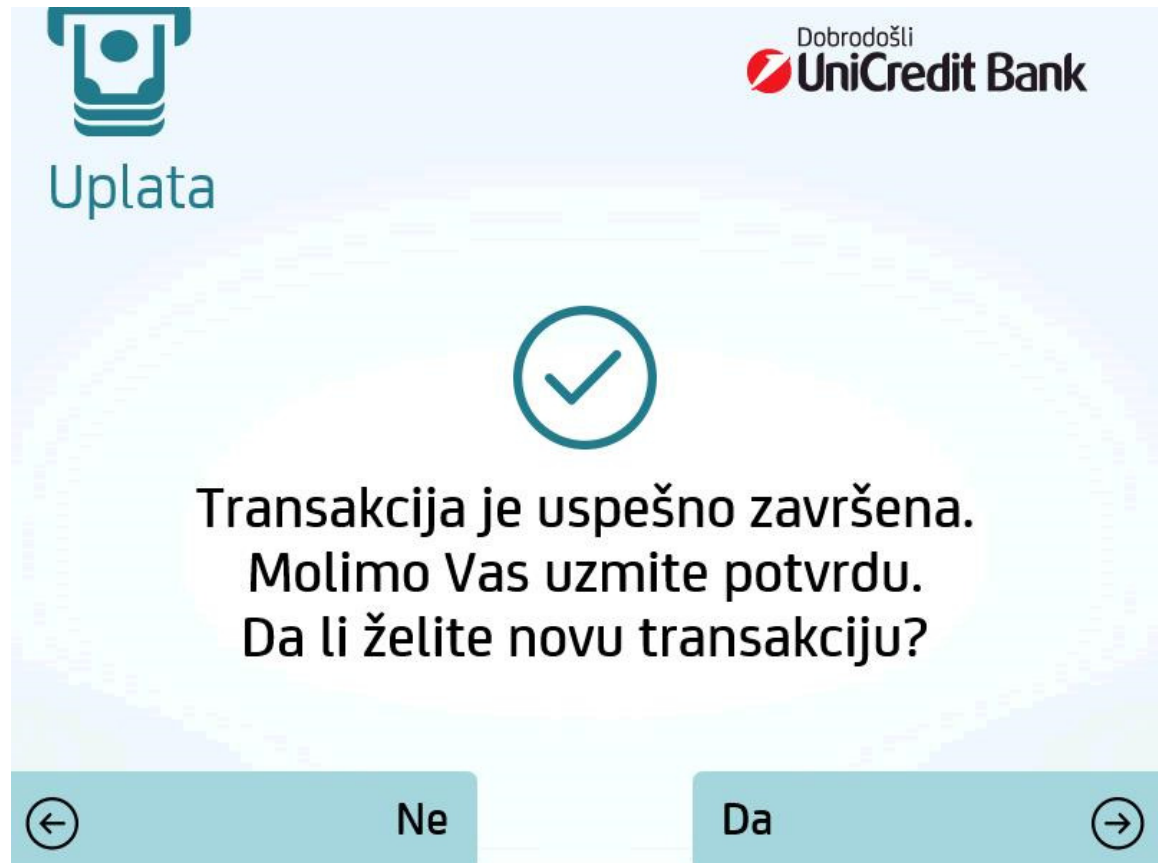 Dobrodošli
UniCredit Bank
Uplata
Transakcija je uspešno završena.
Molimo Vas uzmite potvrdu.
Da li želite novu transakciju?
Ne
Da